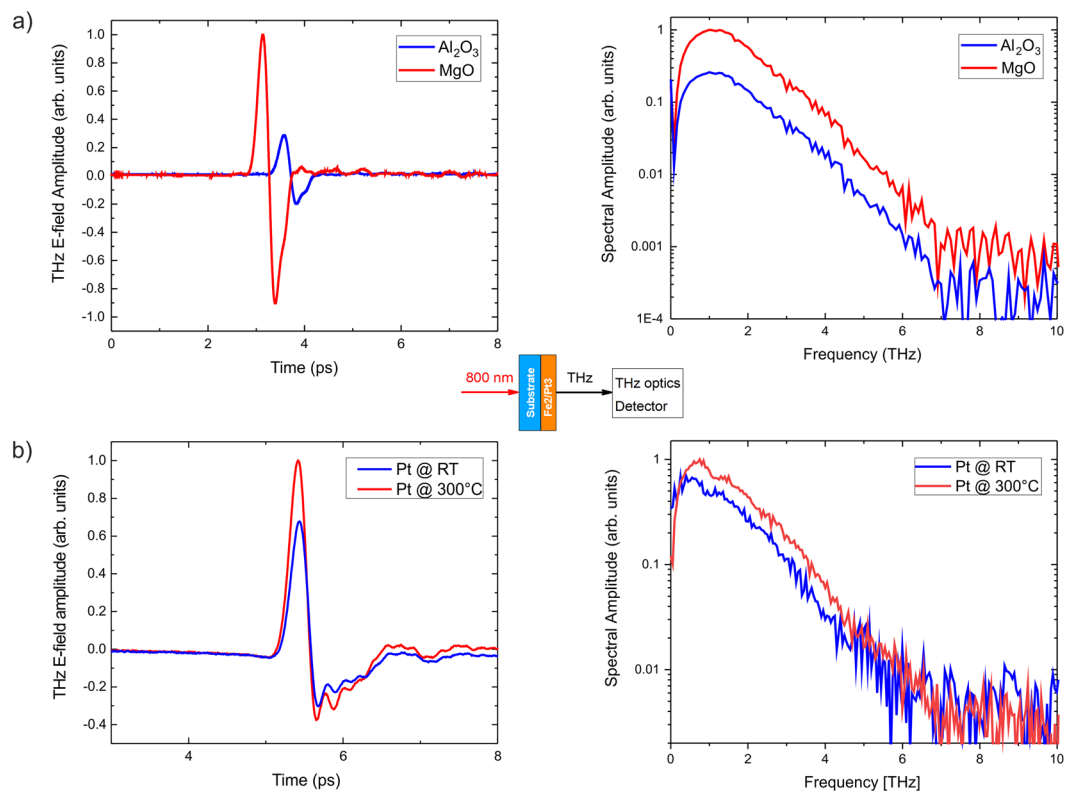 a)
THz E-field Amplitude (arb. units)
1.0
0.8
0.6
0.4
0.2
0.0
-0.2
-0.4
-0.6
-0.8
-1.0
Al₂O₃
MgO
0 2 4 6 8
Time (ps)
Spectral Amplitude (arb. units)
1
0.1
0.01
0.001
1E-4
Al₂O₃
MgO
0 2 4 6 8 10
Frequency (THz)
800 nm
Substrate
Fe2/Pt3
THz
THz optics
Detector
b)
THz E-field amplitude (arb. units)
1.0
0.8
0.6
0.4
0.2
0.0
-0.2
-0.4
Pt @ RT
Pt @ 300°C
4 6 8
Time (ps)
Spectral Amplitude (arb. units)
1
0.1
0.01
Pt @ RT
Pt @ 300°C
0 2 4 6 8 10
Frequency [THz]